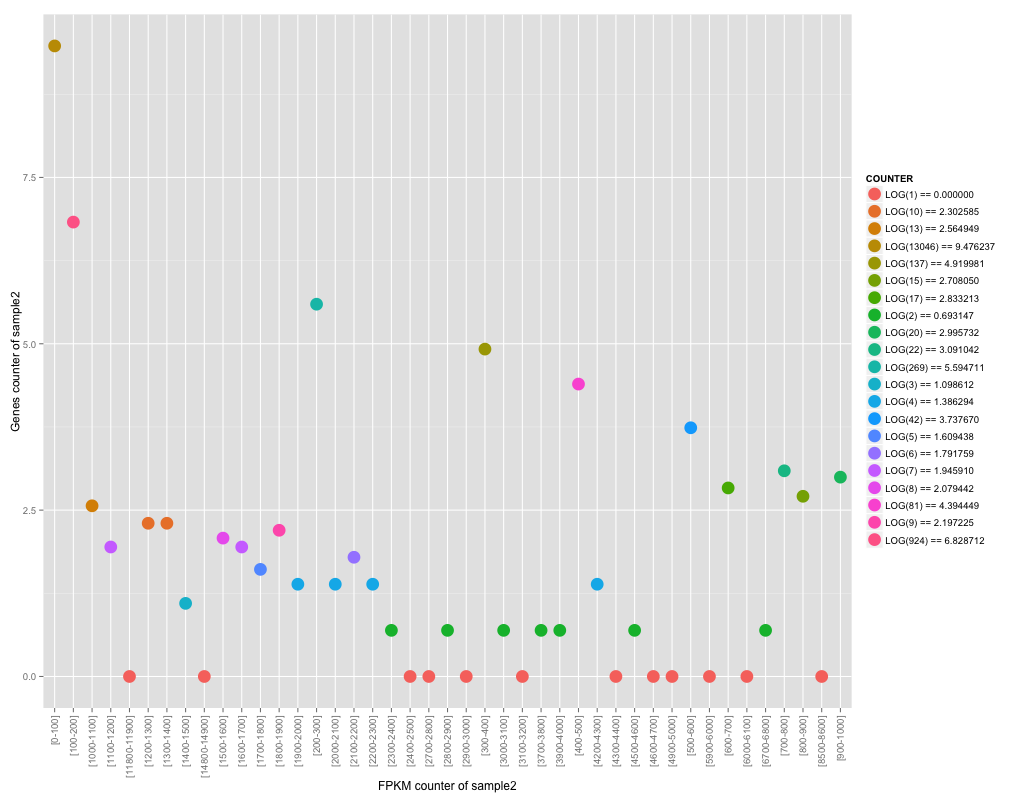 7.5
5.0
2.5
0.0
Genes counter of sample2
[0-100]
[100-200]
[1000-1100]
[1100-1200]
[11800-11900]
[1200-1300]
[1300-1400]
[1400-1500]
[14800-14900]
[1500-1600]
[1600-1700]
[1700-1800]
[1800-1900]
[1900-2000]
[200-300]
[2000-2100]
[2100-2200]
[2200-2300]
[2300-2400]
[2400-2500]
[2700-2800]
[2800-2900]
[2900-3000]
[300-400]
[3000-3100]
[3100-3200]
[3700-3800]
[3900-4000]
[400-500]
[4200-4300]
[4300-4400]
[4500-4600]
[4600-4700]
[4900-5000]
[500-600]
[5900-6000]
[600-700]
[6000-6100]
[6700-6800]
[700-800]
[800-900]
[8500-8600]
[900-1000]
FPKM counter of sample2
COUNTER
LOG(1) == 0.000000
LOG(10) == 2.302585
LOG(13) == 2.564949
LOG(13046) == 9.476237
LOG(137) == 4.919981
LOG(15) == 2.708050
LOG(17) == 2.833213
LOG(2) == 0.693147
LOG(20) == 2.995732
LOG(22) == 3.091042
LOG(269) == 5.594711
LOG(3) == 1.098612
LOG(4) == 1.386294
LOG(42) == 3.737670
LOG(5) == 1.609438
LOG(6) == 1.791759
LOG(7) == 1.945910
LOG(8) == 2.079442
LOG(81) == 4.394449
LOG(9) == 2.197225
LOG(924) == 6.828712